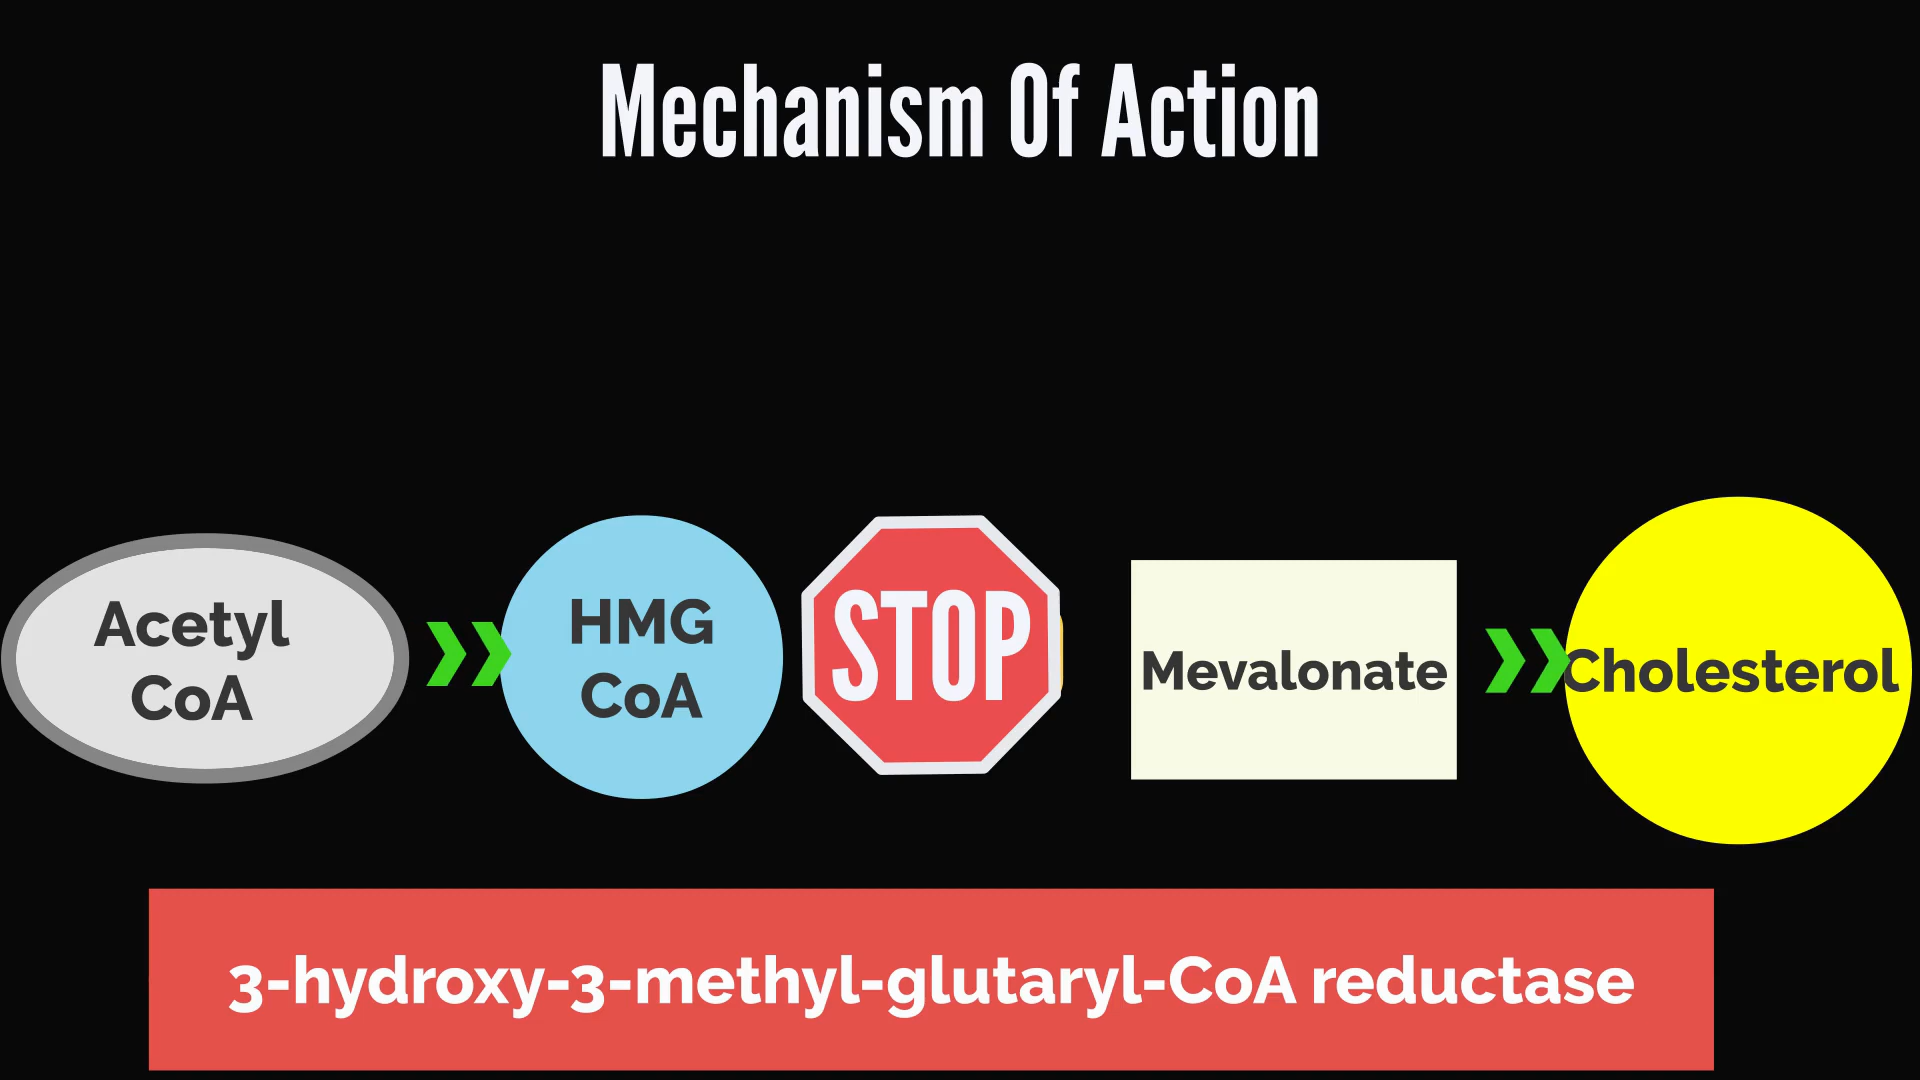 Mechanism Of Action
Acetyl
CoA
HMG
CoA
STOP
Mevalonate
Cholesterol
3-hydroxy-3-methyl-glutaryl-CoA reductase